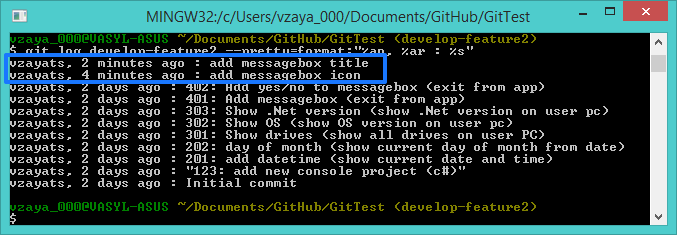 MINGW32:/c/Users/vzaya_000/Documents/GitHub/GitTest
vzaya_000@VASYL-ASUS ~/Documents/GitHub/GitTest (develop-feature2)
$ git log develop-feature2 --pretty=format:"%an, %ar : %s"
vzayats, 2 minutes ago : add messagebox title
vzayats, 4 minutes ago : add messagebox icon
vzayats, 2 days ago : 402: Add yes/no to messagebox (exit from app)
vzayats, 2 days ago : 401: Add messagebox (exit from app)
vzayats, 2 days ago : 303: Show .Net version (show .Net version on user pc)
vzayats, 2 days ago : 302: Show OS (show OS version on user pc)
vzayats, 2 days ago : 301: Show drives (show all drives on user PC)
vzayats, 2 days ago : 202: day of month (show current day of month from date)
vzayats, 2 days ago : 201: add datetime (show current date and time)
vzayats, 2 days ago : "123: add new console project (c#)"
vzayats, 2 days ago : Initial commit
vzaya_000@VASYL-ASUS ~/Documents/GitHub/GitTest (develop-feature2)
$